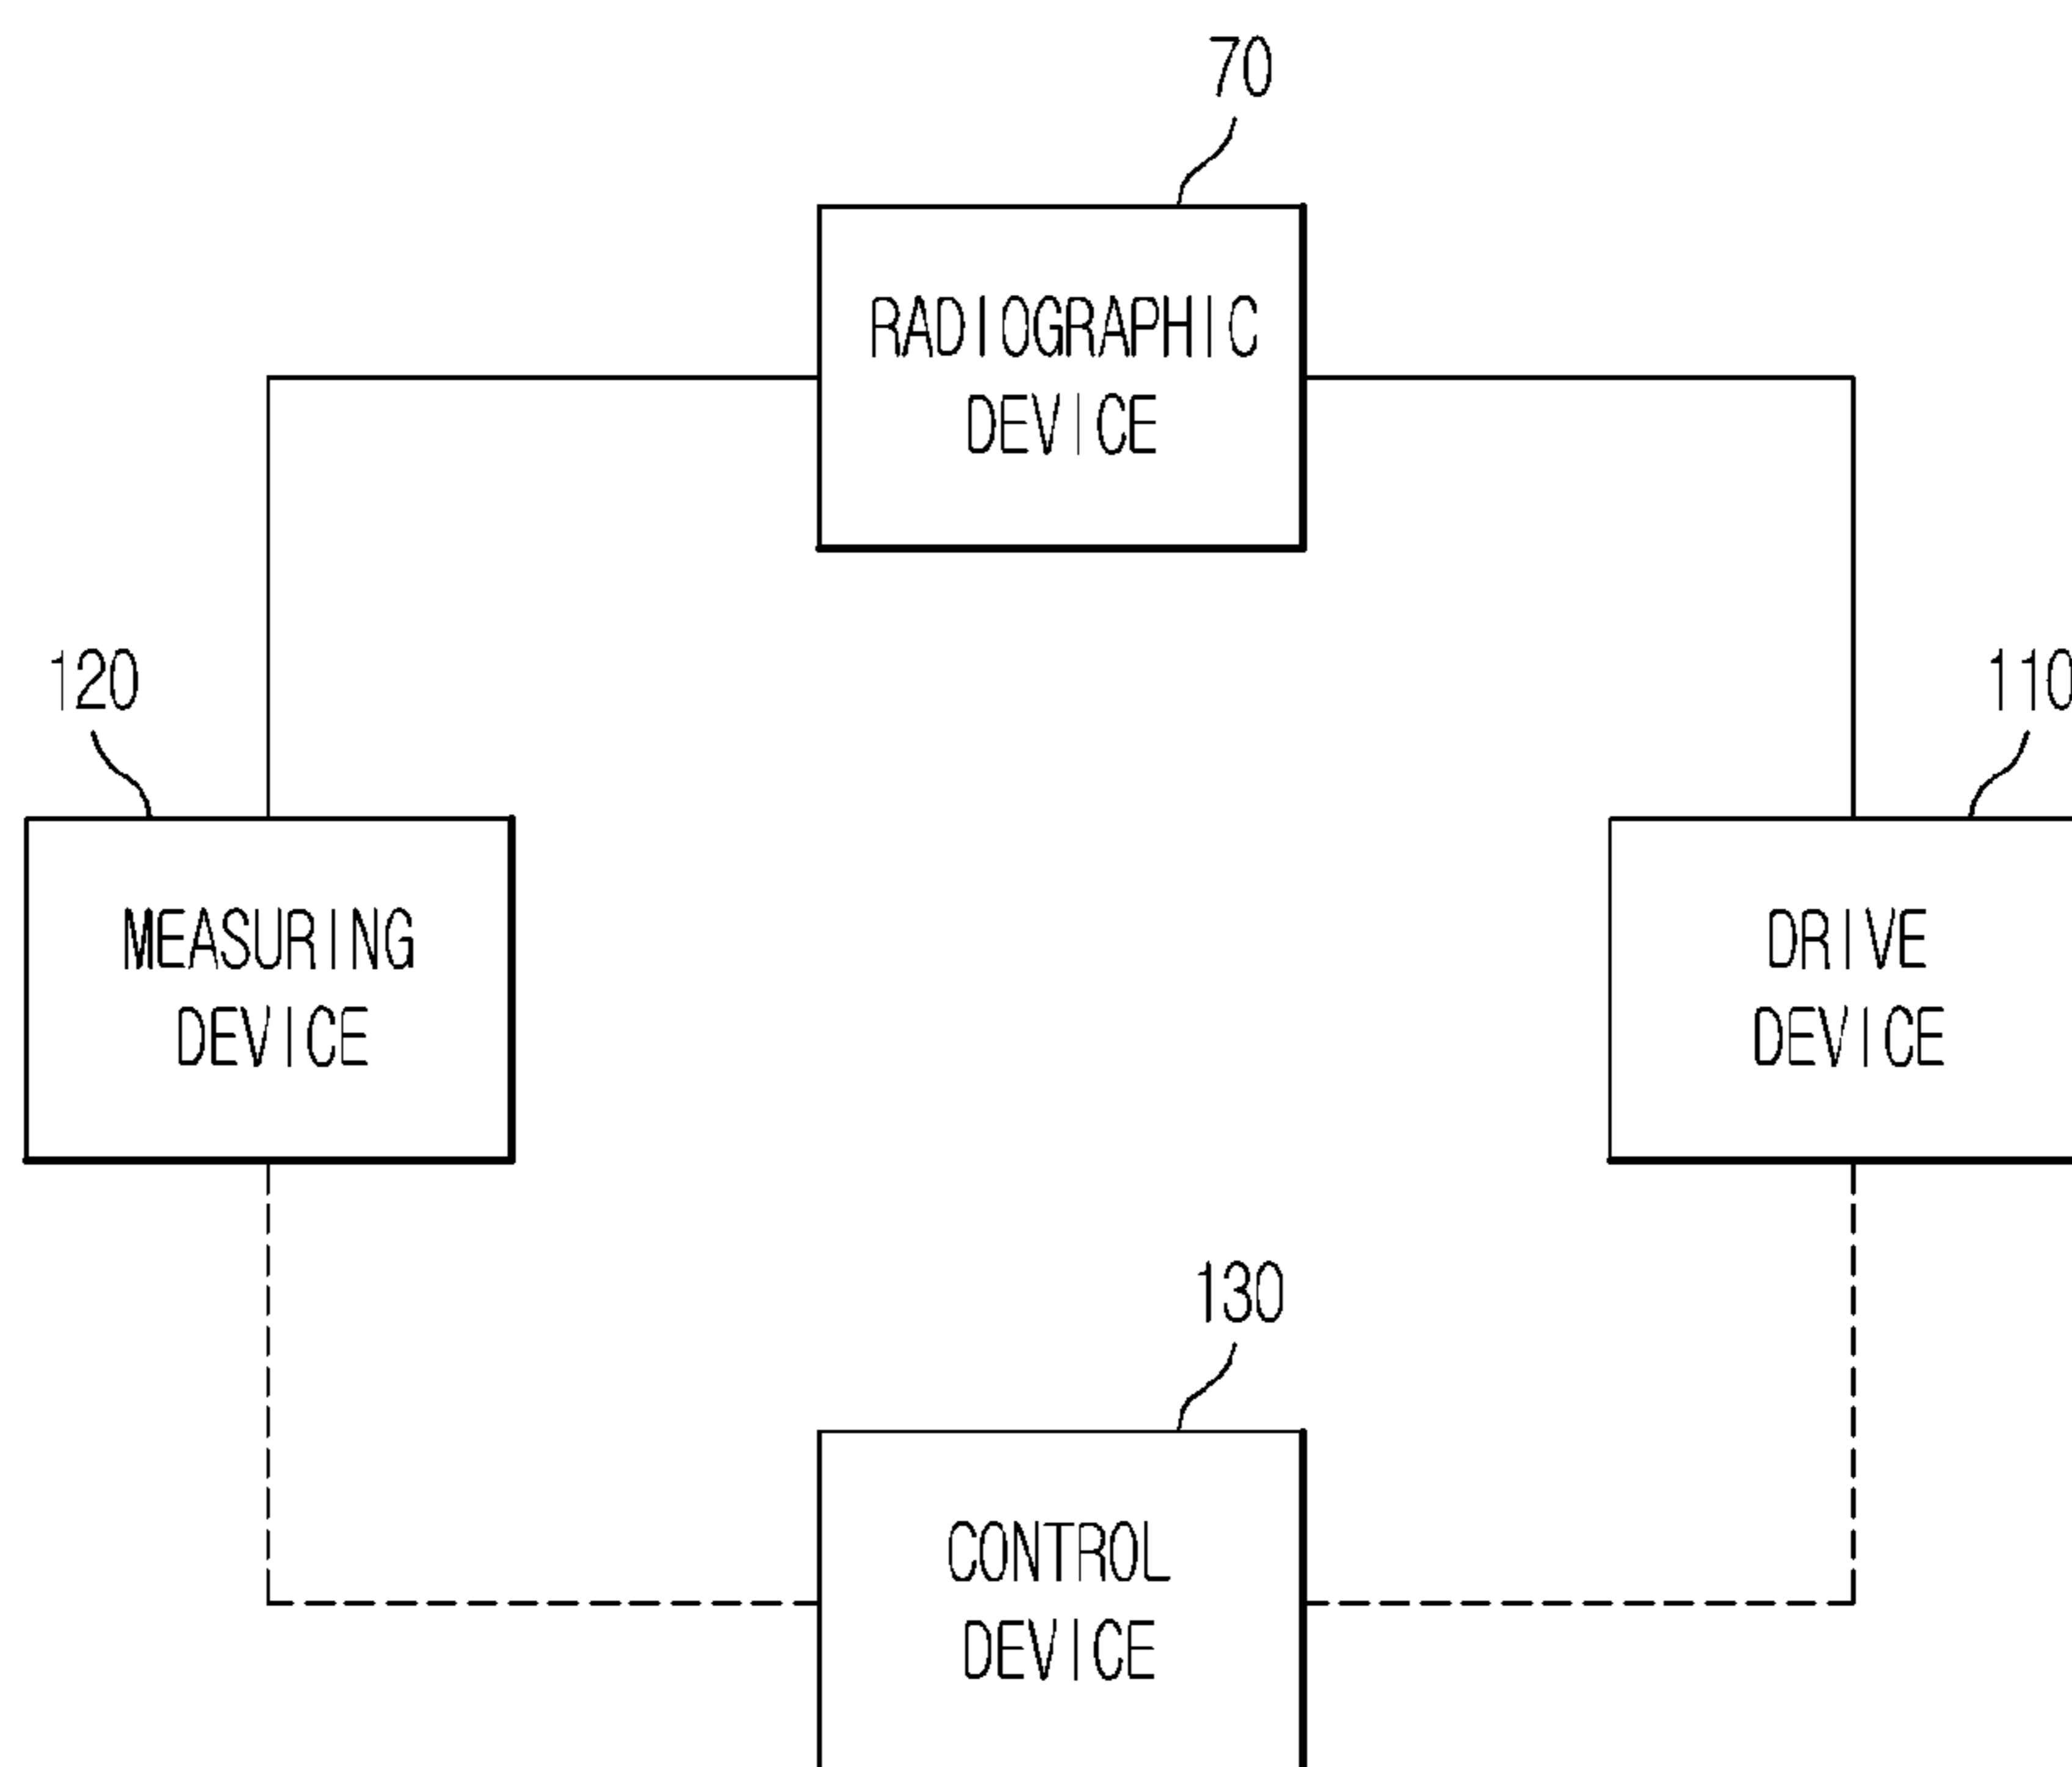 70
RADIOGRAPHIC
DEVICE
120
110
MEASURING
DEVICE
DRIVE
DEVICE
130
CONTROL
DEVICE